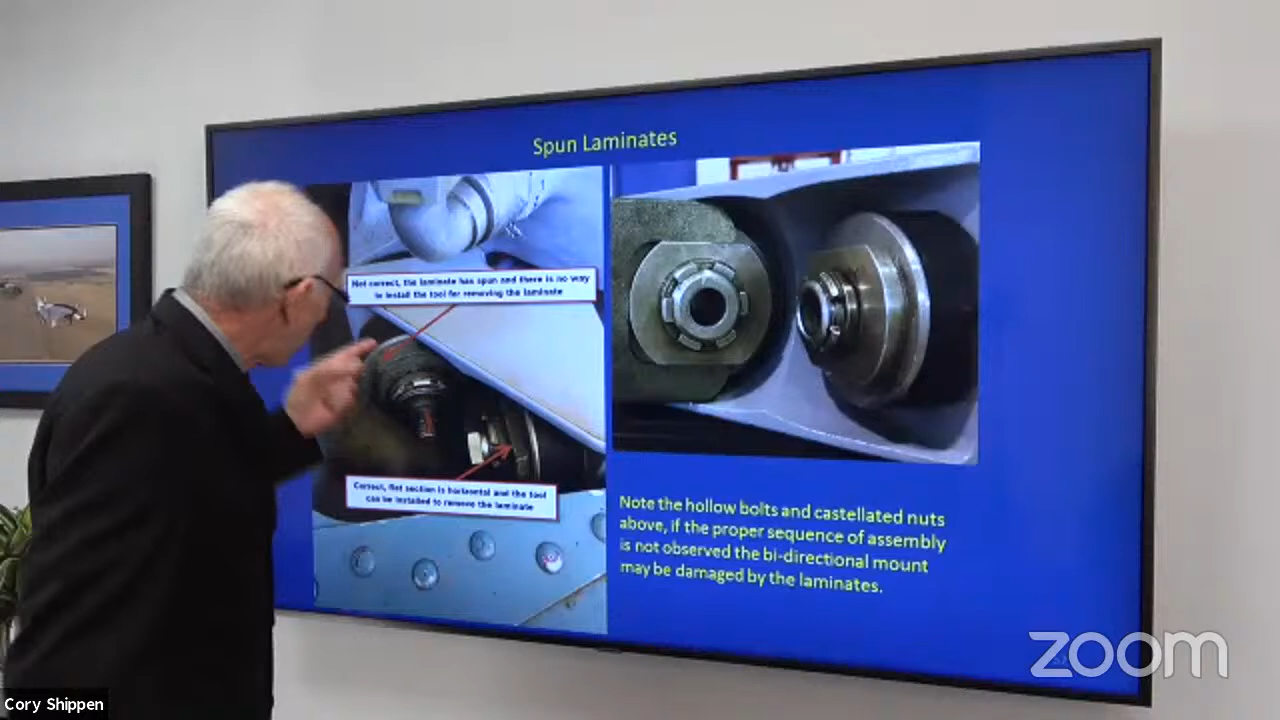 Spun Laminates
Not correct, the laminate has spun and there is no way
to install the tool for removing the laminate
Correct, flat section is horizontal and the tool
can be installed to remove the laminate
Note the hollow bolts and castellated nuts
above, if the proper sequence of assembly
is not observed the bi-directional mount
may be damaged by the laminates.
zoom
Cory Shippen